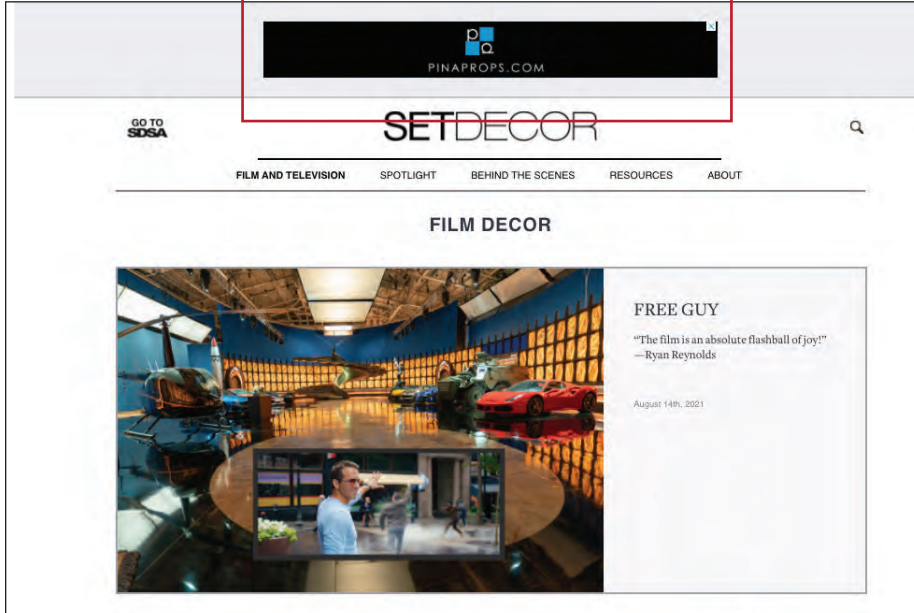 PINAPROPS.COM
GO TO
SDSA
SETDECOR
FILM AND TELEVISION SPOTLIGHT BEHIND THE SCENES RESOURCES ABOUT
FILM DECOR
FREE GUY
“The film is an absolute flashball of joy!”
—Ryan Reynolds
August 14th, 2021